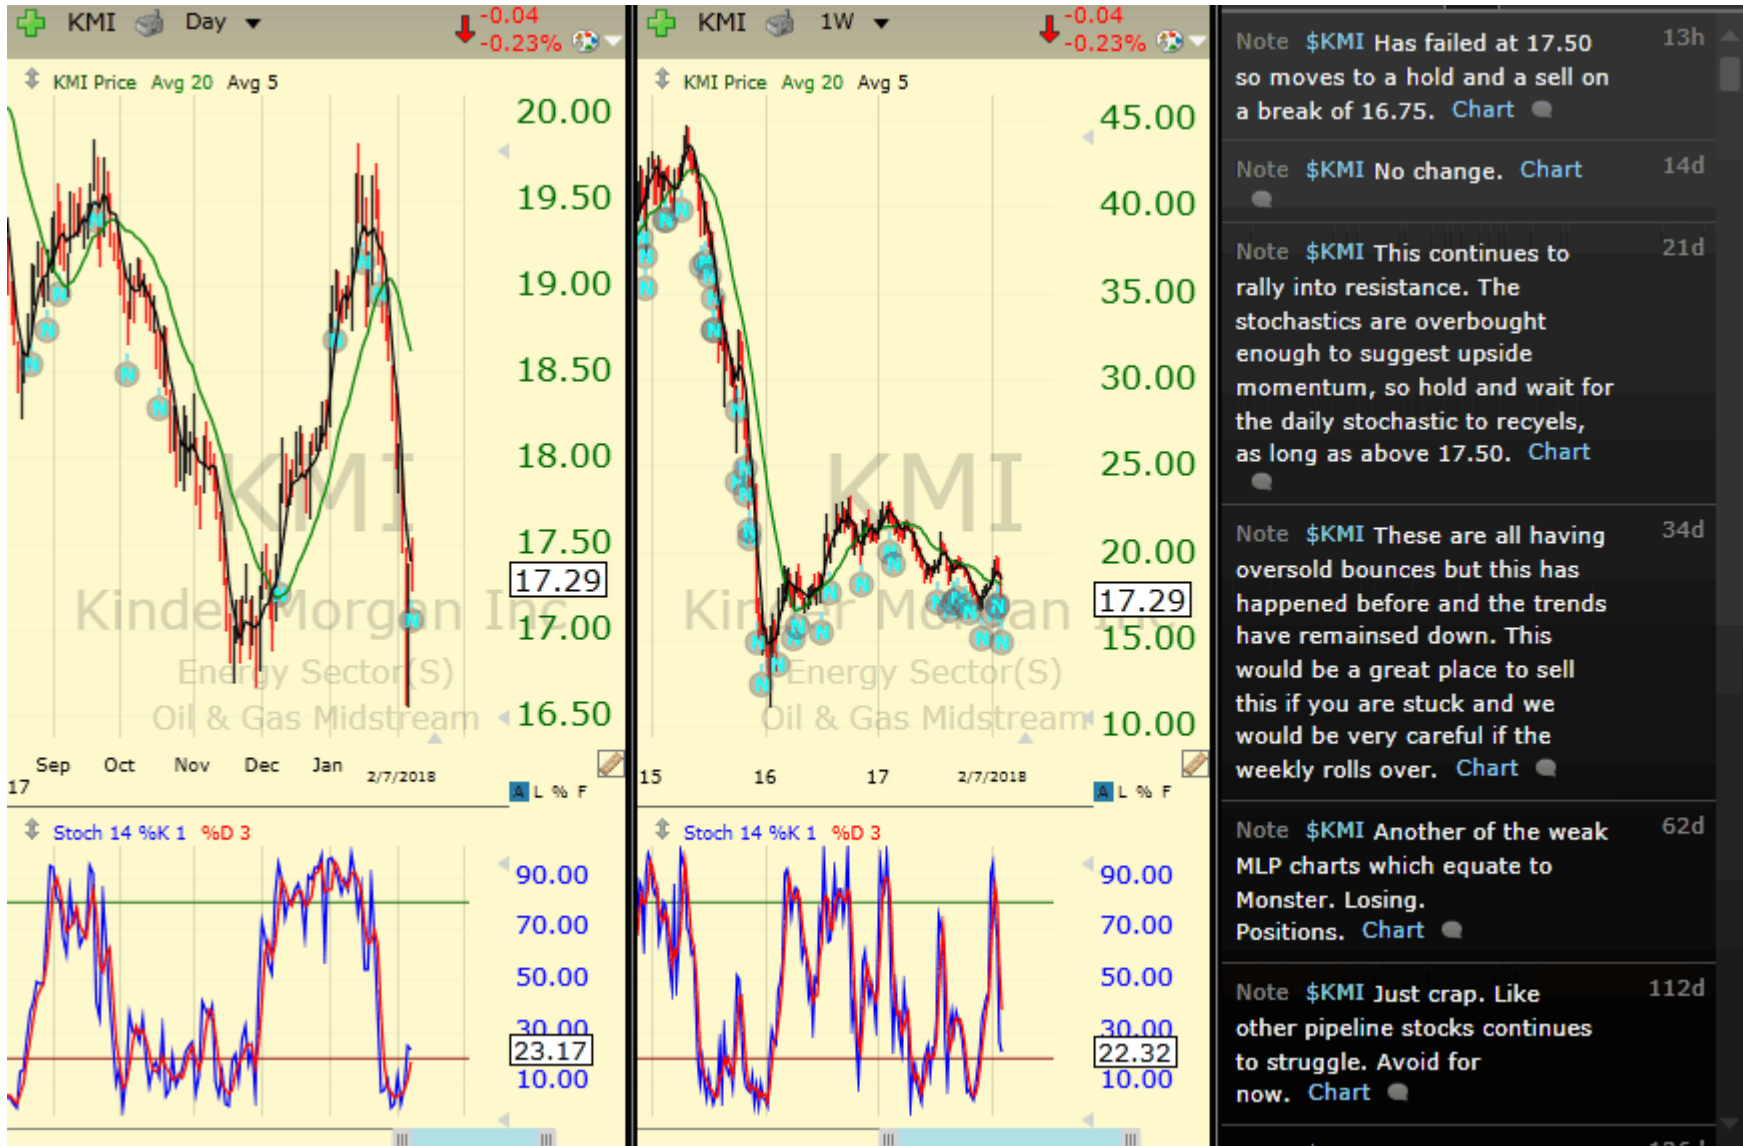 KMI Day
-0.04
-0.23%
KMI Price Avg 20 Avg 5
20.00
19.50
19.00
18.50
18.00
17.50
17.29
17.00
16.50
KMI
Kinder Morgan Inc
Energy Sector(S)
Oil & Gas Midstream
Sep Oct Nov Dec Jan 2/7/2018
17
A L % F
Stoch 14 %K 1 %D 3
90.00
70.00
50.00
30.00
23.17
10.00
KMI 1W
-0.04
-0.23%
KMI Price Avg 20 Avg 5
45.00
40.00
35.00
30.00
25.00
20.00
17.29
15.00
10.00
KMI
Kinder Morgan Inc
Energy Sector(S)
Oil & Gas Midstream
15 16 17 2/7/2018
A L % F
Stoch 14 %K 1 %D 3
90.00
70.00
50.00
30.00
22.32
10.00
Note $KMI Has failed at 17.50 13h
so moves to a hold and a sell on
a break of 16.75. Chart
Note $KMI No change. Chart 14d
Note $KMI This continues to 21d
rally into resistance. The
stochastics are overbought
enough to suggest upside
momentum, so hold and wait for
the daily stochastic to recyels,
as long as above 17.50. Chart
Note $KMI These are all having 34d
oversold bounces but this has
happened before and the trends
have remainsed down. This
would be a great place to sell
this if you are stuck and we
would be very careful if the
weekly rolls over. Chart
Note $KMI Another of the weak 62d
MLP charts which equate to
Monster. Losing.
Positions. Chart
Note $KMI Just crap. Like 112d
other pipeline stocks continues
to struggle. Avoid for
now. Chart